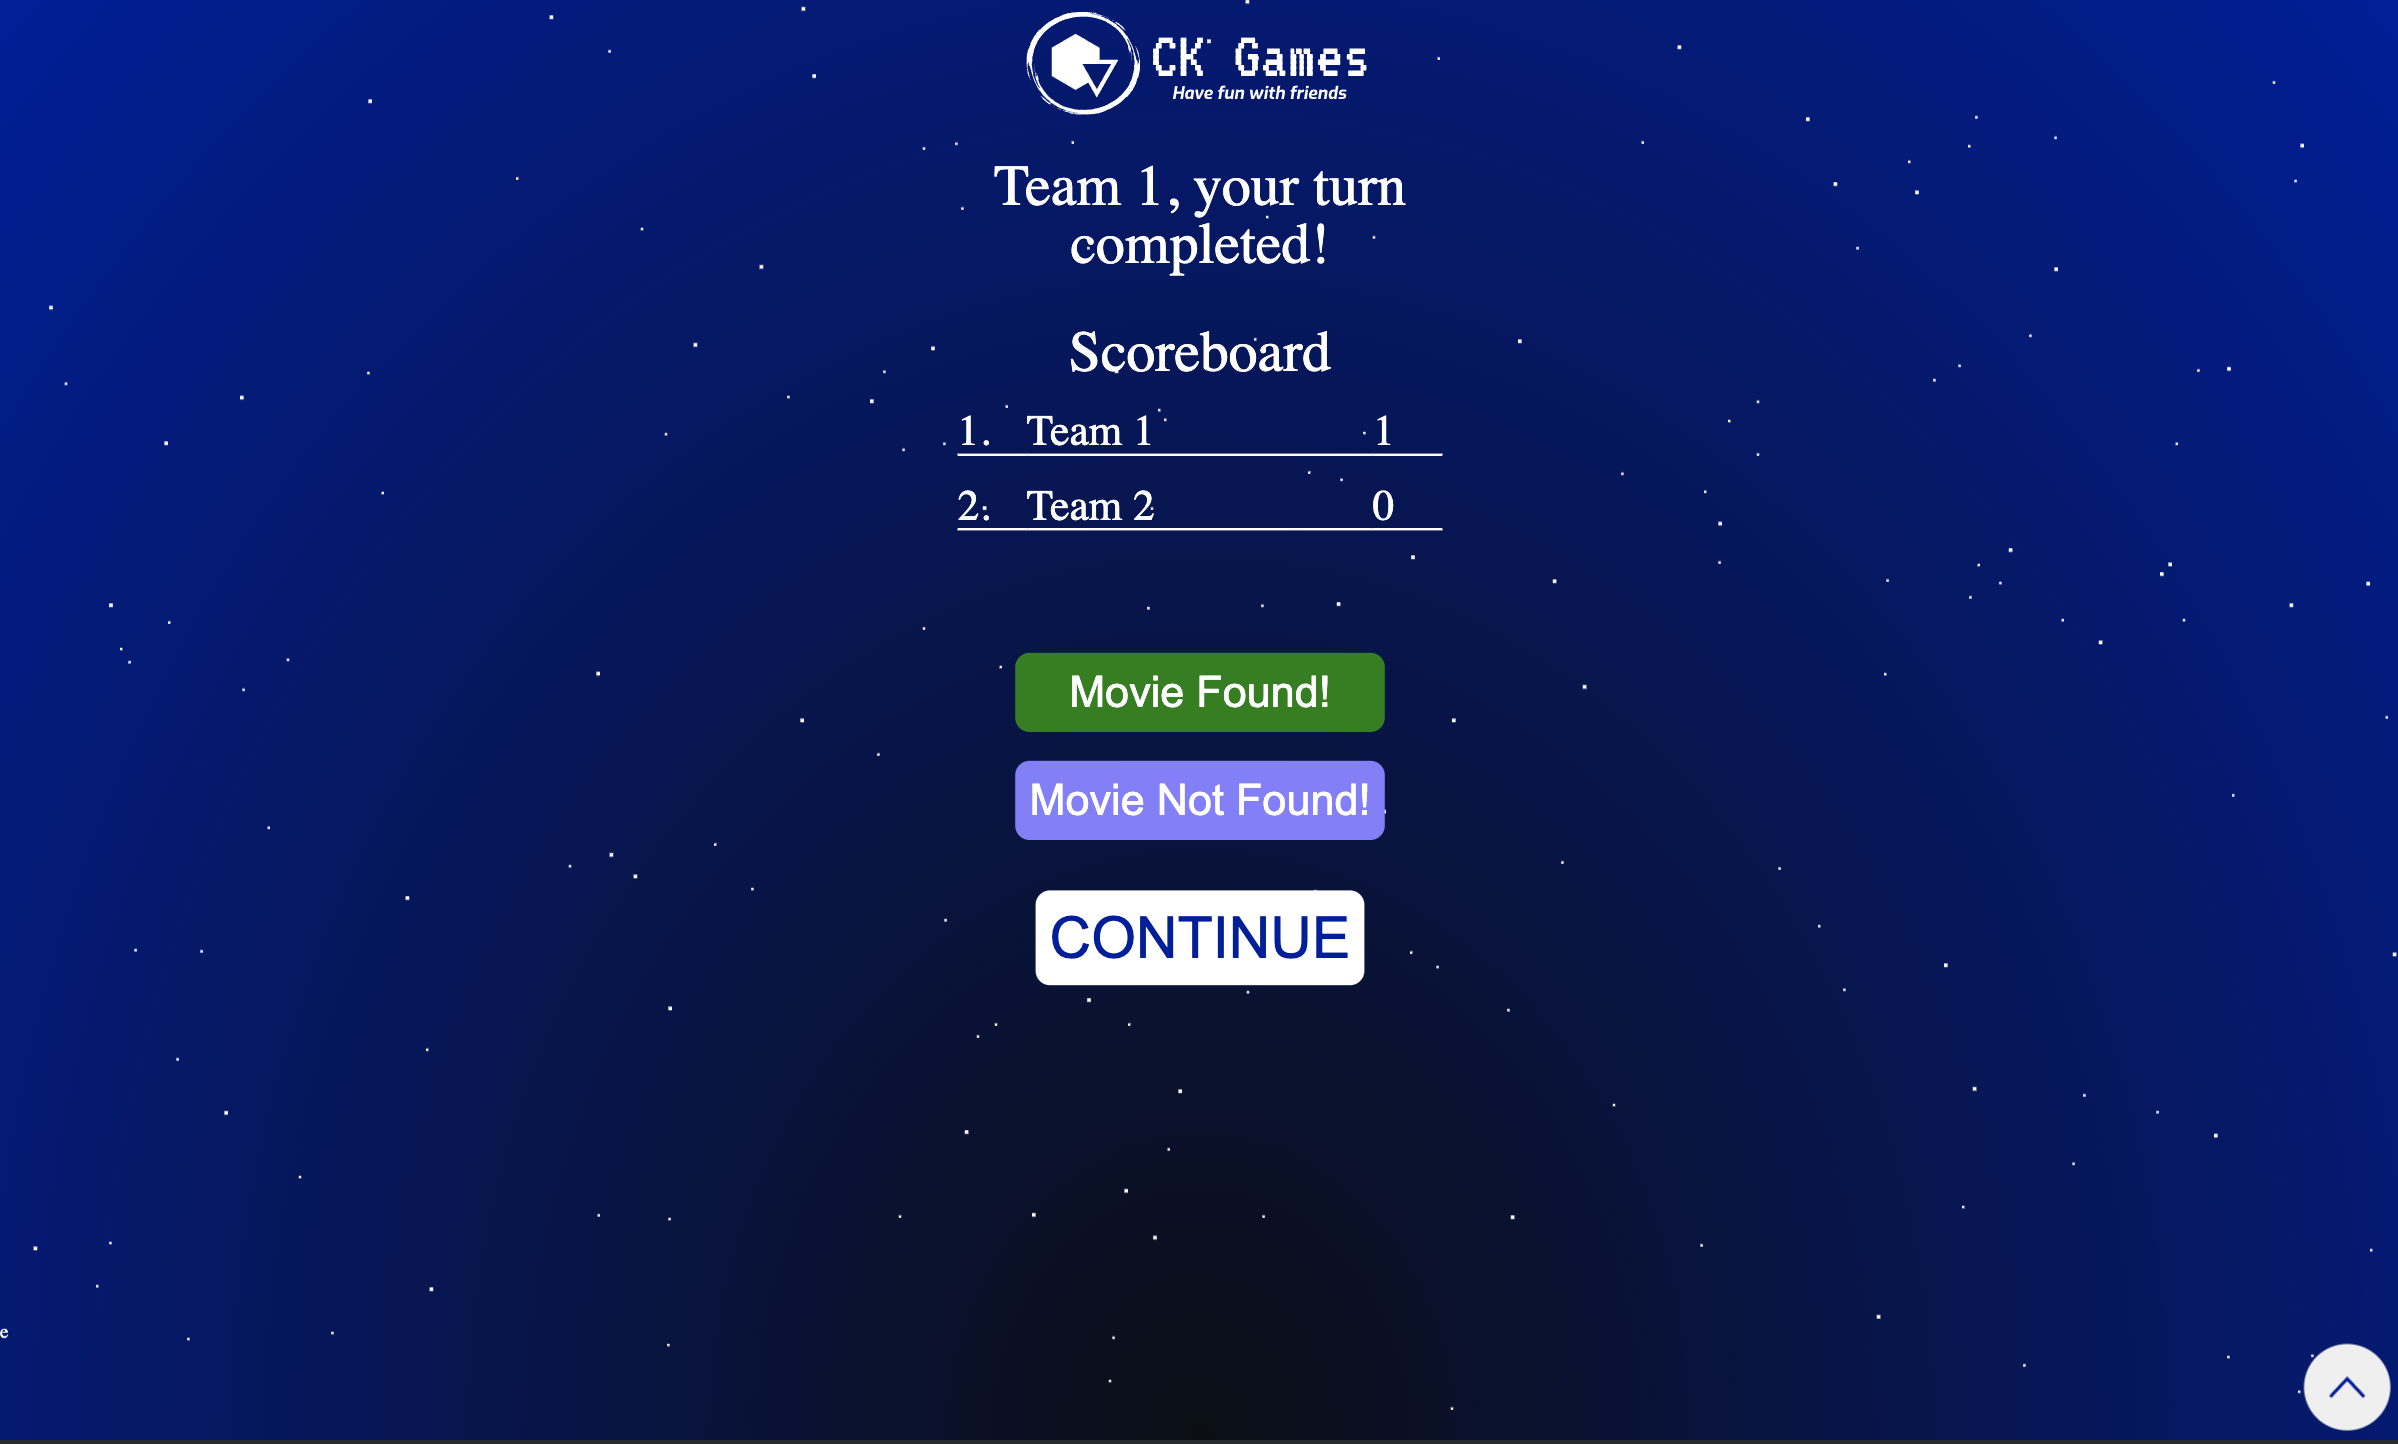 CK Games
Have fun with friends
Team 1, your turn
completed!
Scoreboard
1. Team 1 1
2. Team 2 0
Movie Found!
Movie Not Found!
CONTINUE
e